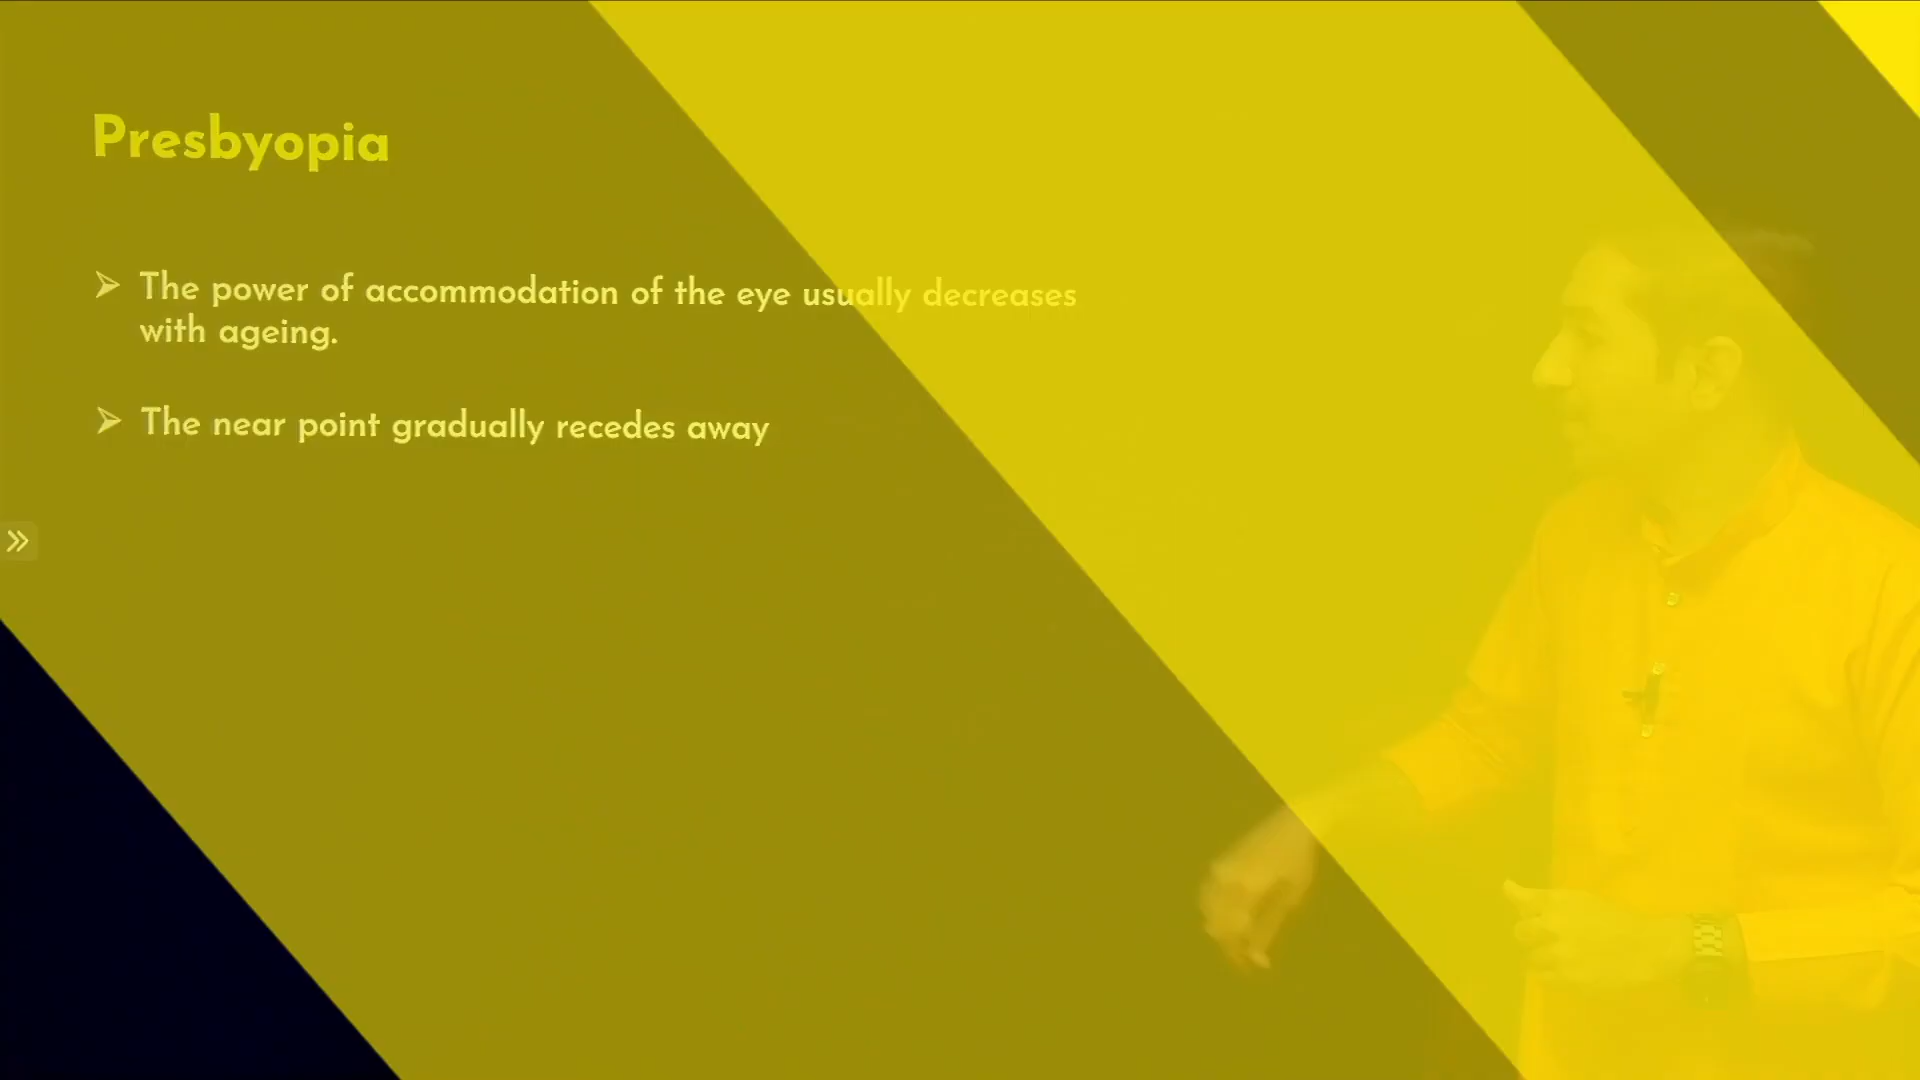 Presbyopia
➢ The power of accommodation of the eye usually decreases
with ageing.
➢ The near point gradually recedes away